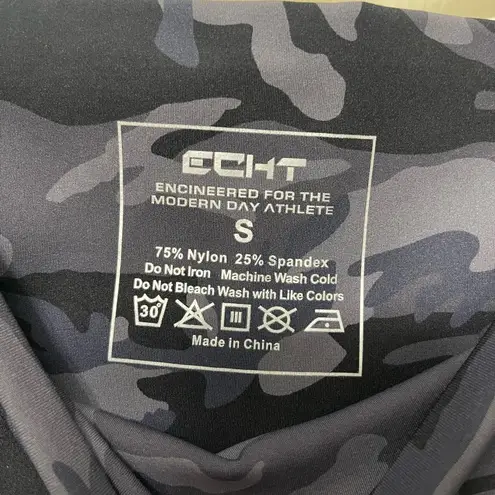 ECHT
ENCINEERED FOR THE
MODERN DAY ATHLETE
S
75% Nylon 25% Spandex
Do Not Iron Machine Wash Cold
Do Not Bleach Wash with Like Colors
30°
Made in China